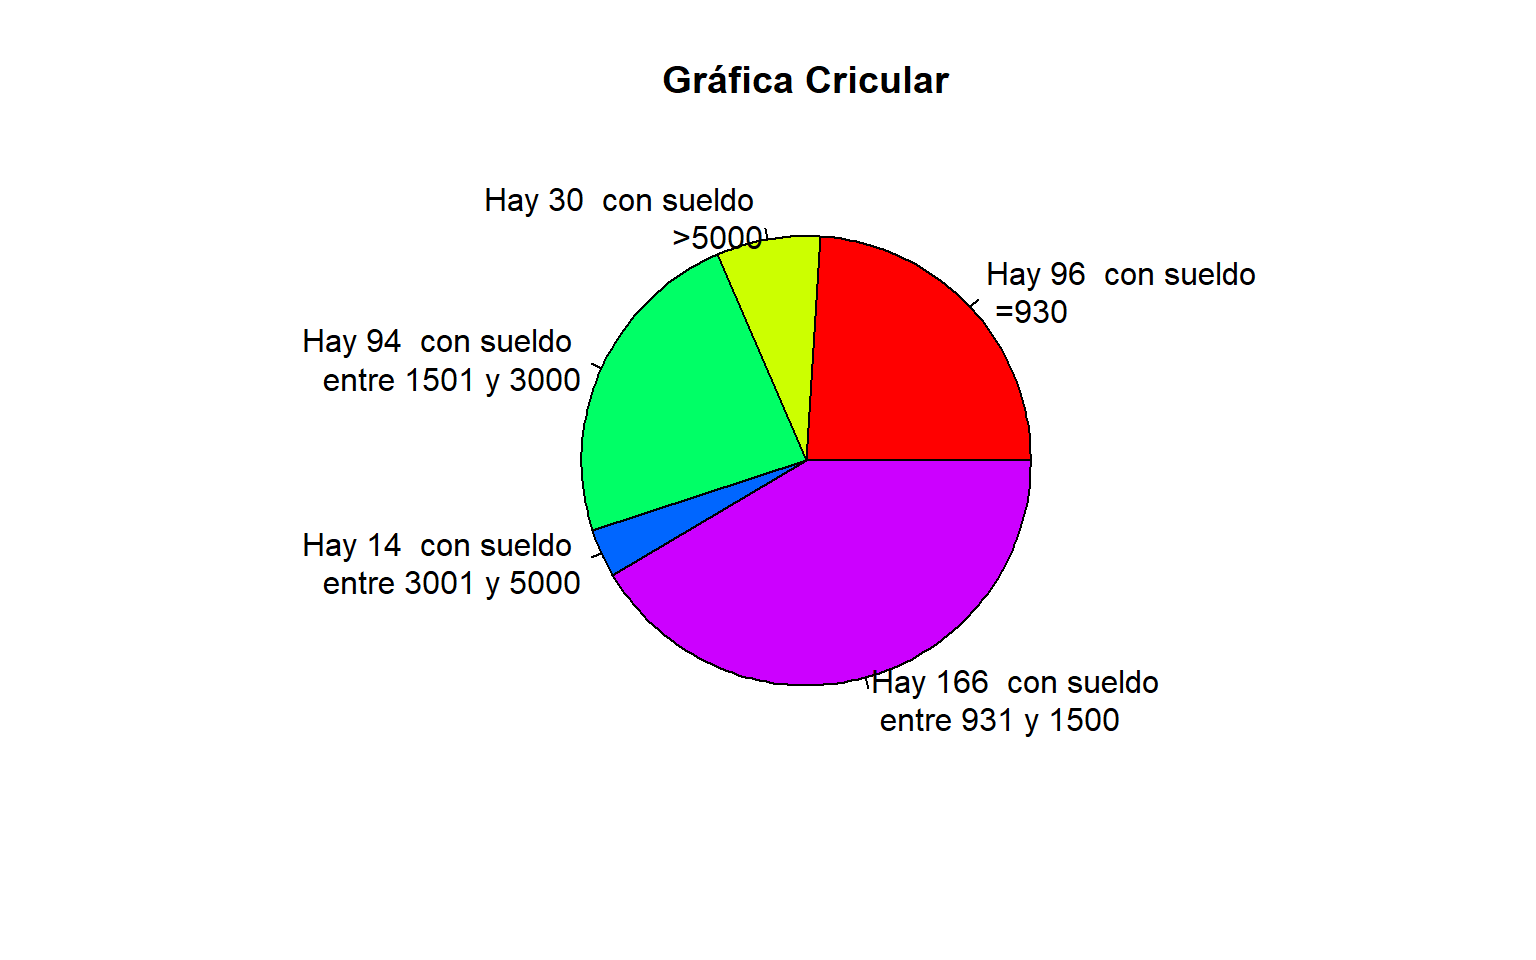 Gráfica Cricular
Hay 30  con sueldo
>5000
Hay 96  con sueldo
=930
Hay 94  con sueldo
entre 1501 y 3000
Hay 14  con sueldo
entre 3001 y 5000
Hay 166  con sueldo
entre 931 y 1500